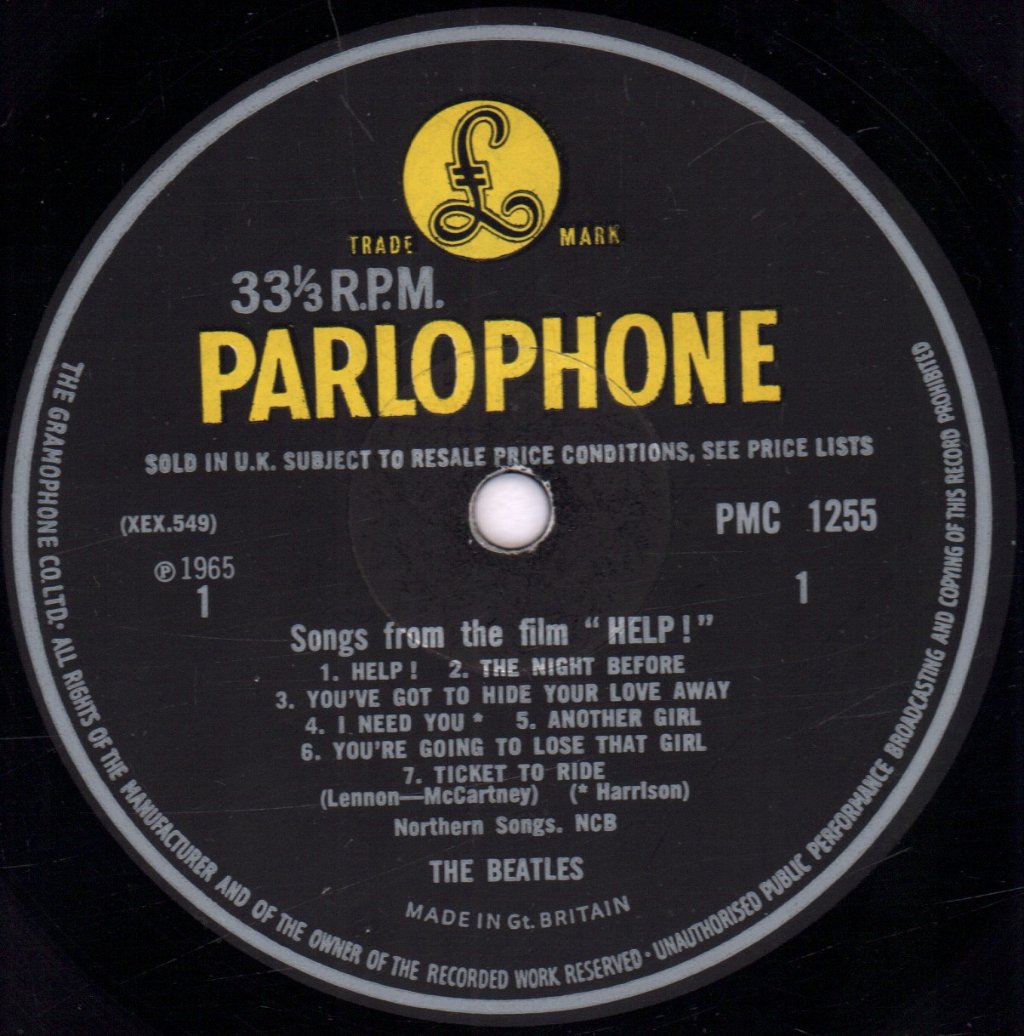 £
TRADE MARK
33⅓ R.P.M.
PARLOPHONE
SOLD IN U.K. SUBJECT TO RESALE PRICE CONDITIONS, SEE PRICE LISTS
(XEX.549)
PMC 1255
℗ 1965
1
1
Songs from the film “HELP!”
1. HELP! 2. THE NIGHT BEFORE
3. YOU'VE GOT TO HIDE YOUR LOVE AWAY
4. I NEED YOU * 5. ANOTHER GIRL
6. YOU'RE GOING TO LOSE THAT GIRL
7. TICKET TO RIDE
(Lennon—McCartney) (* Harrison)
Northern Songs. NCB
THE BEATLES
MADE IN Gt. BRITAIN
THE GRAMOPHONE CO. LTD. · ALL RIGHTS OF THE MANUFACTURER AND OF THE OWNER OF THE RECORDED WORK RESERVED · UNAUTHORISED PUBLIC PERFORMANCE BROADCASTING AND COPYING OF THIS RECORD PROHIBITED